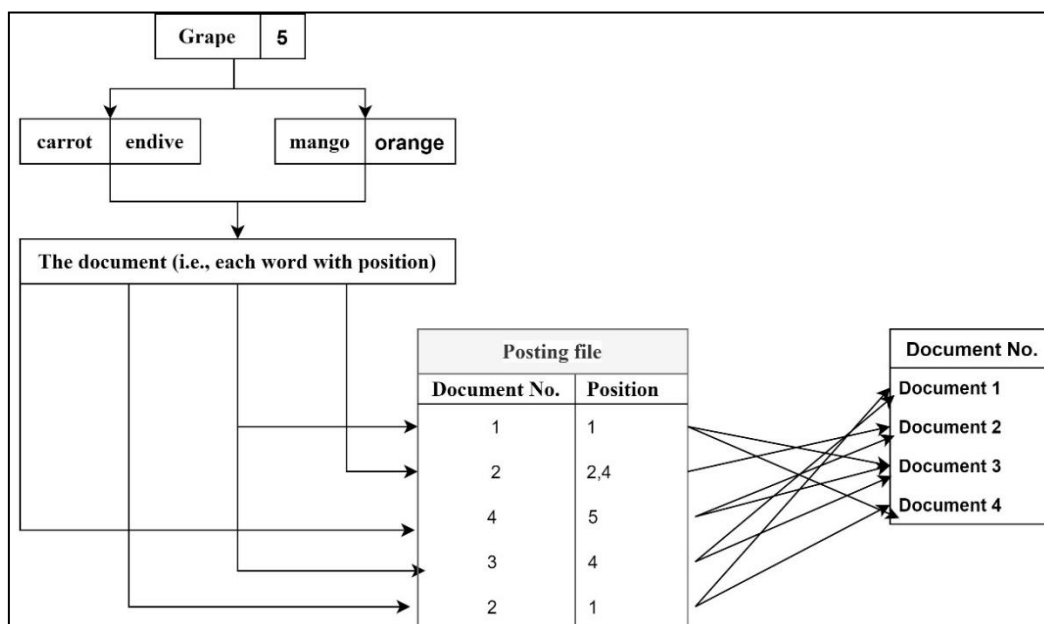 Grape 5
carrot endive mango orange
The document (i.e., each word with position)
Posting file
Document No. Position
1 1
2 2,4
4 5
3 4
2 1
Document No.
Document 1
Document 2
Document 3
Document 4